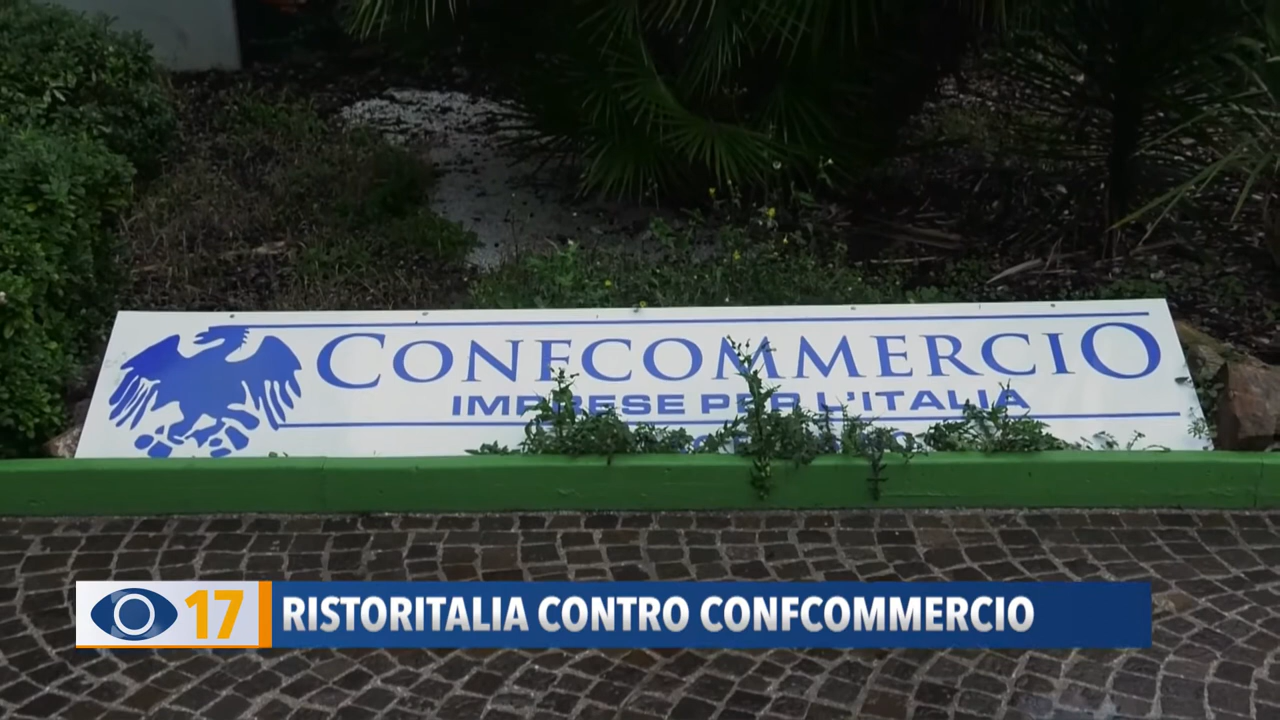 CONFCOMMERCIO
IMPRESE PER L'ITALIA
17
RISTORITALIA CONTRO CONFCOMMERCIO